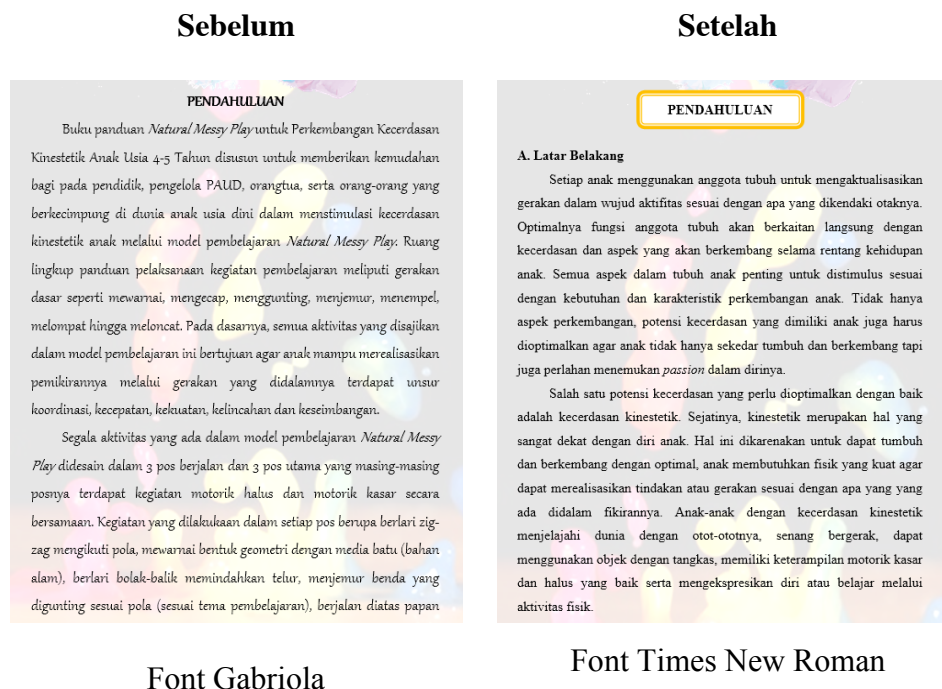 Sebelum
PENDAHULUAN
Buku panduan Natural Messy Play untuk Perkembangan Kecerdasan
Kinestetik Anak Usia 4-5 Tahun disusun untuk memberikan kemudahan
bagi pada pendidik, pengelola PAUD, orangtua, serta orang-orang yang
berkecimpung di dunia anak usia dini dalam menstimulasi kecerdasan
kinestetik anak melalui model pembelajaran Natural Messy Play. Ruang
lingkup panduan pelaksanaan kegiatan pembelajaran meliputi gerakan
dasar seperti mewarnai, mengecap, menggunting, menjemur, menempel,
melompat hingga meloncat. Pada dasarnya, semua aktivitas yang disajikan
dalam model pembelajaran ini bertujuan agar anak mampu merealisasikan
pemikirannya melalui gerakan yang didalamnya terdapat unsur
koordinasi, kecepatan, kekuatan, kelincahan dan keseimbangan.
Segala aktivitas yang ada dalam model pembelajaran Natural Messy
Play didesain dalam 3 pos berjalan dan 3 pos utama yang masing-masing
posnya terdapat kegiatan motorik halus dan motorik kasar secara
bersamaan. Kegiatan yang dilakukaan dalam setiap pos berupa berlari zig-
zag mengikuti pola, mewarnai bentuk geometri dengan media batu (bahan
alam), berlari bolak-balik memindahkan telur, menjemur benda yang
digunting sesuai pola (sesuai tema pembelajaran), berjalan diatas papan
Font Gabriola
Setelah
PENDAHULUAN
A. Latar Belakang
Setiap anak menggunakan anggota tubuh untuk mengaktualisasikan
gerakan dalam wujud aktifitas sesuai dengan apa yang dikendaki otaknya.
Optimalnya fungsi anggota tubuh akan berkaitan langsung dengan
kecerdasan dan aspek yang akan berkembang selama rentang kehidupan
anak. Semua aspek dalam tubuh anak penting untuk distimulus sesuai
dengan kebutuhan dan karakteristik perkembangan anak. Tidak hanya
aspek perkembangan, potensi kecerdasan yang dimiliki anak juga harus
dioptimalkan agar anak tidak hanya sekedar tumbuh dan berkembang tapi
juga perlahan menemukan passion dalam dirinya.
Salah satu potensi kecerdasan yang perlu dioptimalkan dengan baik
adalah kecerdasan kinestetik. Sejatinya, kinestetik merupakan hal yang
sangat dekat dengan diri anak. Hal ini dikarenakan untuk dapat tumbuh
dan berkembang dengan optimal, anak membutuhkan fisik yang kuat agar
dapat merealisasikan tindakan atau gerakan sesuai dengan apa yang yang
ada didalam fikirannya. Anak-anak dengan kecerdasan kinestetik
menjelajahi dunia dengan otot-ototnya, senang bergerak, dapat
menggunakan objek dengan tangkas, memiliki keterampilan motorik kasar
dan halus yang baik serta mengekspresikan diri atau belajar melalui
aktivitas fisik.
Font Times New Roman